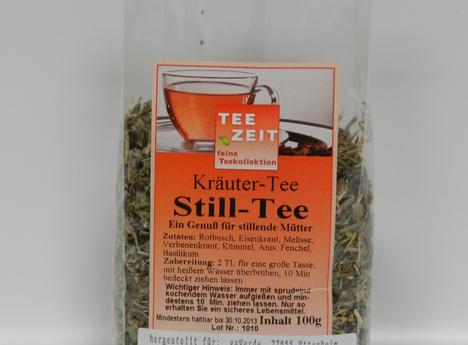 TEE
ZEIT
feine
Teekollektion
Kräuter-Tee
Still-Tee
Ein Genuß für stillende Mütter
Zutaten: Rotbusch, Eisenkraut, Melisse,
Verbenenkraut, Kümmel, Anis, Fenchel,
Basilikum
Zubereitung: 2 TL für eine große Tasse,
mit heißem Wasser überbrühen, 10 Min
bedeckt ziehen lassen
Wichtiger Hinweis: Immer mit sprudelnd
kochendem Wasser aufgießen und min-
destens 10 Min. ziehen lassen. Nur so
erhalten Sie ein sicheres Lebensmittel.
Mindestens haltbar bis 30.10.2013 Inhalt 100g
Lot Nr.: 1010
hergestellt für: